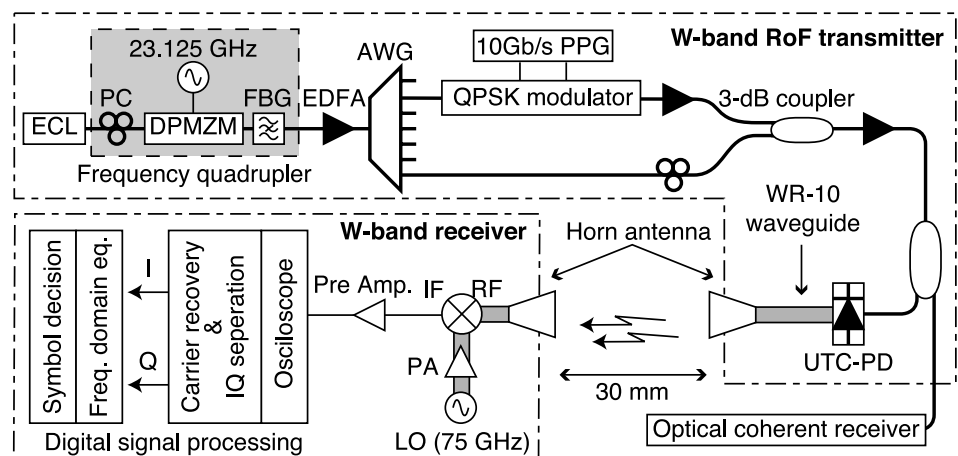 W-band RoF transmitter
23.125 GHz
PC
FBG
ECL
DPMZM
Frequency quadrupler
EDFA
AWG
10Gb/s PPG
QPSK modulator
3-dB coupler
WR-10
waveguide
UTC-PD
Optical coherent receiver
Horn antenna
30 mm
W-band receiver
IF
RF
Pre Amp.
PA
LO (75 GHz)
Oscilloscope
Carrier recovery
&
IQ seperation
I
Q
Freq. domain eq.
Symbol decision
Digital signal processing